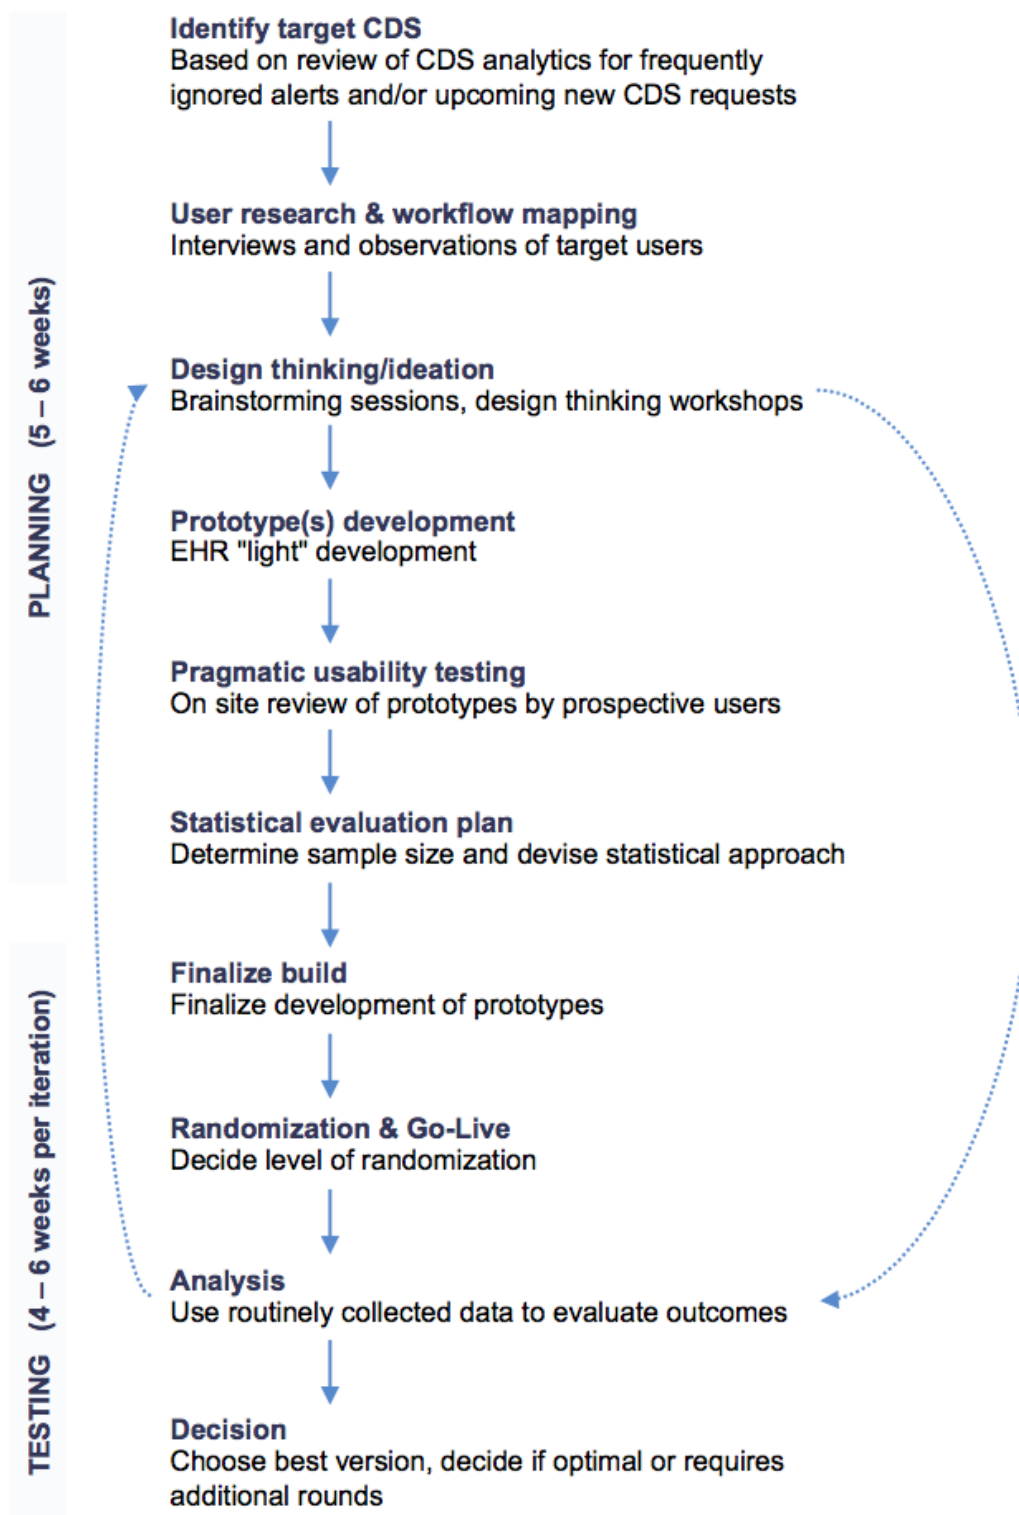 Identify target CDS
Based on review of CDS analytics for frequently
ignored alerts and/or upcoming new CDS requests
User research & workflow mapping
Interviews and observations of target users
Design thinking/ideation
Brainstorming sessions, design thinking workshops
Prototype(s) development
EHR "light" development
Pragmatic usability testing
On site review of prototypes by prospective users
Statistical evaluation plan
Determine sample size and devise statistical approach
PLANNING (5 – 6 weeks)
Finalize build
Finalize development of prototypes
Randomization & Go-Live
Decide level of randomization
Analysis
Use routinely collected data to evaluate outcomes
Decision
Choose best version, decide if optimal or requires
additional rounds
TESTING (4 – 6 weeks per iteration)